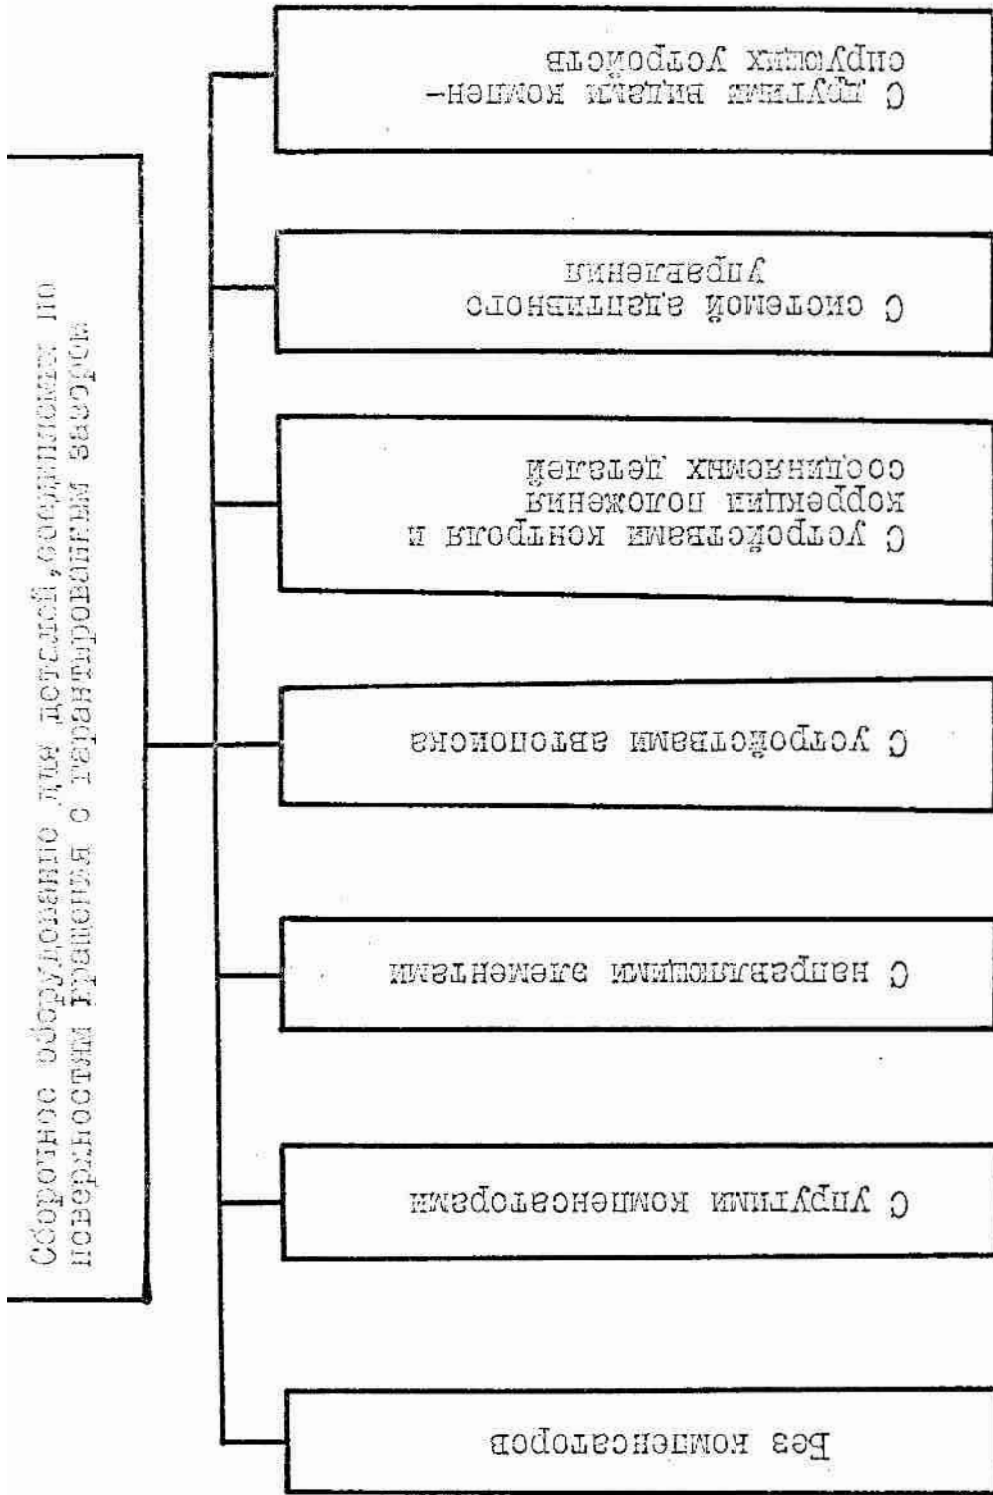 Сборочное оборудование для деталей, соединяемых по
поверхностям вращения с гарантированным зазором
Без компенсаторов
С упругими компенсаторами
С направляющими элементами
С устройствами автопоиска
С устройствами контроля и
коррекции положения
соединяемых деталей
С системой адаптивного
управления
С другими видами компен-
сирующих устройств